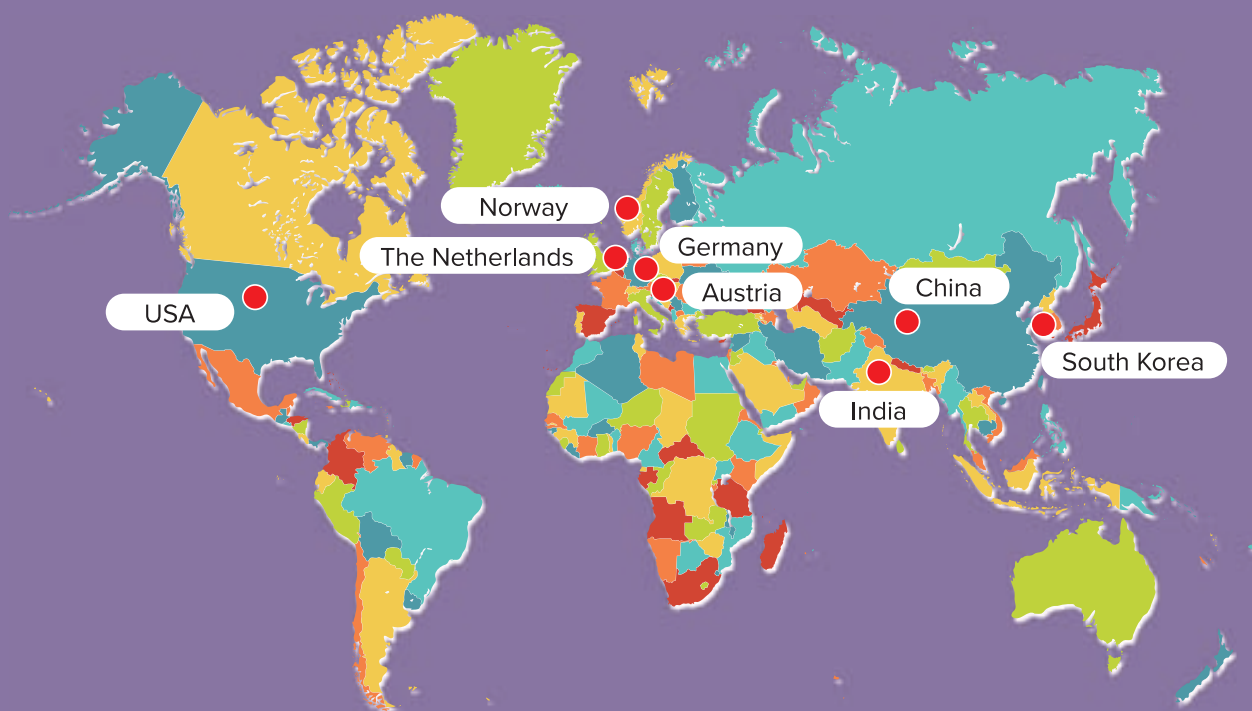 Norway
The Netherlands
Germany
Austria
China
USA
South Korea
India